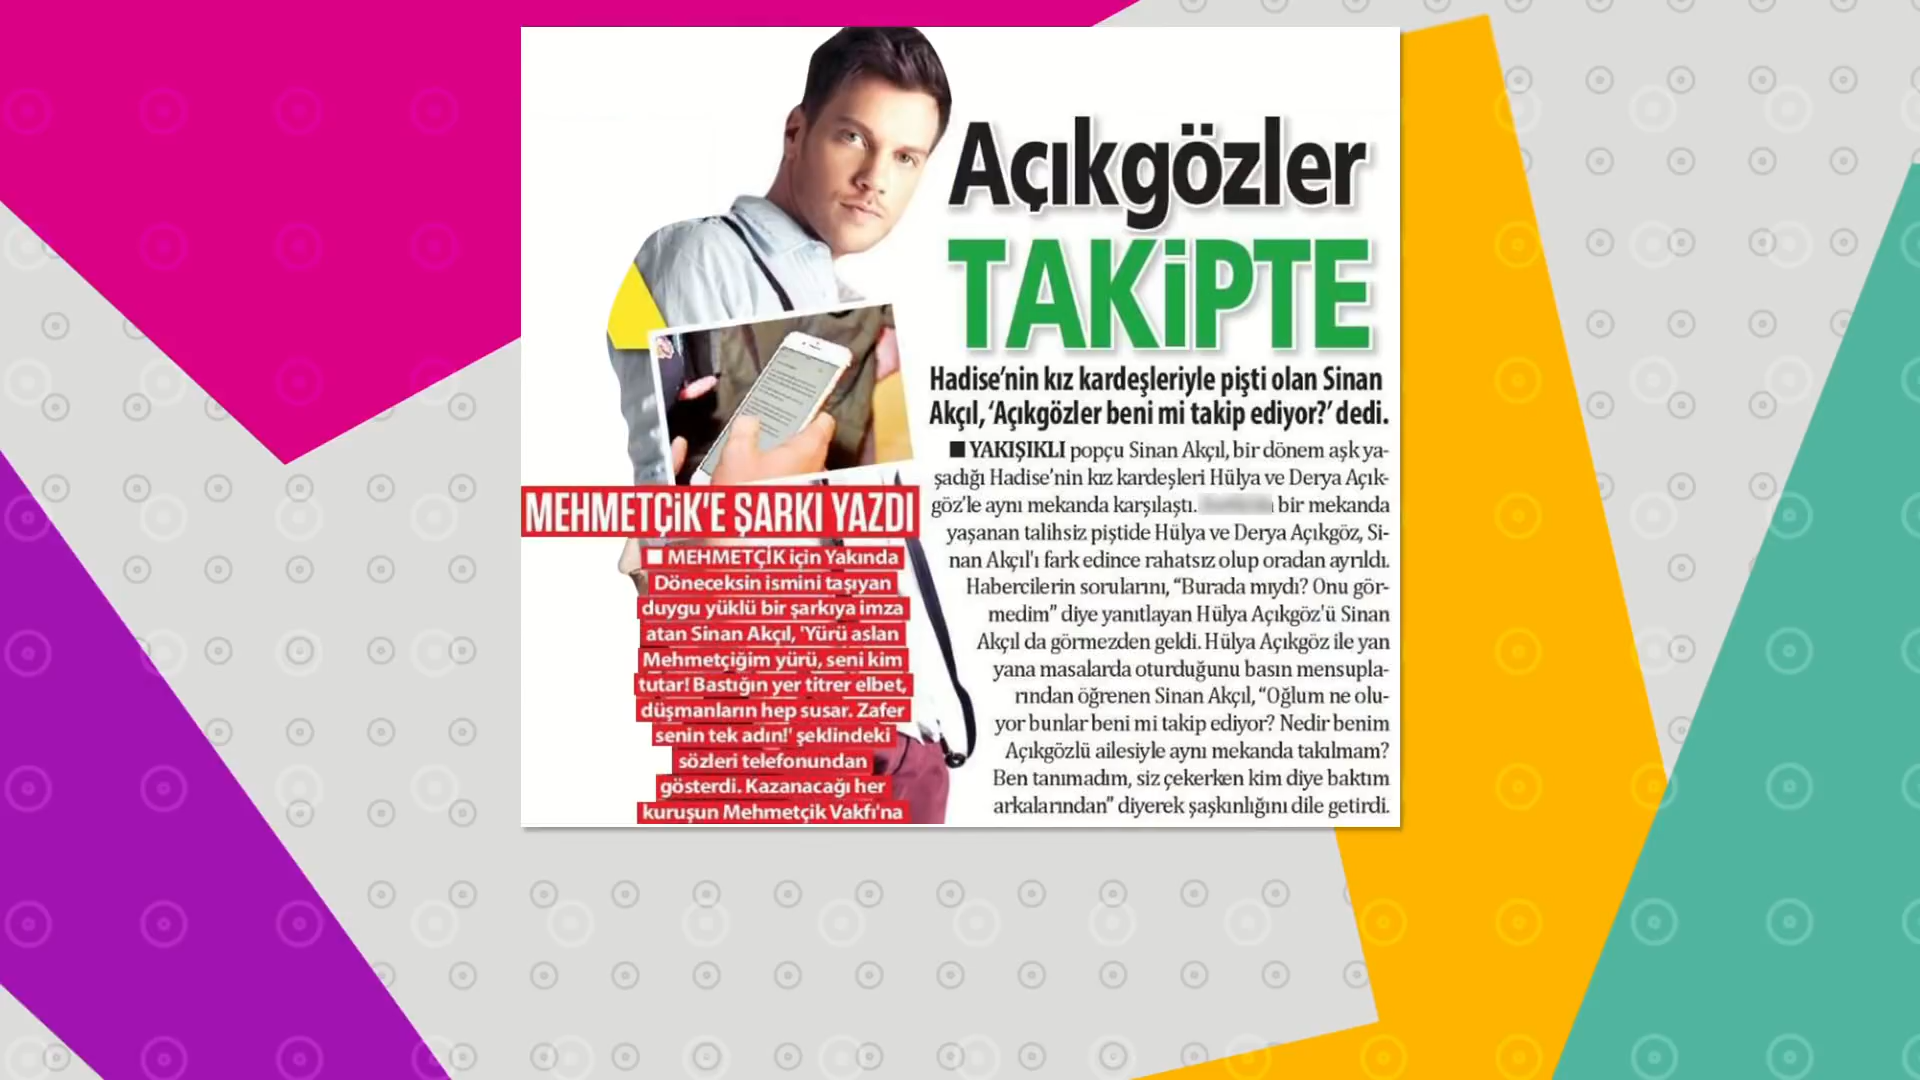 Açıkgözler
TAKİPTE
Hadise’nin kız kardeşleriyle pişti olan Sinan
Akçıl, ‘Açıkgözler beni mi takip ediyor?’ dedi.
■ YAKIŞIKLI popçu Sinan Akçıl, bir dönem aşk ya-
şadığı Hadise’nin kız kardeşleri Hülya ve Derya Açık-
göz’le aynı mekanda karşılaştı. bir mekanda
yaşanan talihsiz piştide Hülya ve Derya Açıkgöz, Si-
nan Akçıl'ı fark edince rahatsız olup oradan ayrıldı.
Habercilerin sorularını, “Burada mıydı? Onu gör-
medim” diye yanıtlayan Hülya Açıkgöz'ü Sinan
Akçıl da görmezden geldi. Hülya Açıkgöz ile yan
yana masalarda oturduğunu basın mensupla-
rından öğrenen Sinan Akçıl, “Oğlum ne olu-
yor bunlar beni mi takip ediyor? Nedir benim
Açıkgözlü ailesiyle aynı mekanda takılmam?
Ben tanımadım, siz çekerken kim diye baktım
arkalarından” diyerek şaşkınlığını dile getirdi.
MEHMETÇİK'E ŞARKI YAZDI
■ MEHMETÇİK için Yakında
Döneceksin ismini taşıyan
duygu yüklü bir şarkıya imza
atan Sinan Akçıl, 'Yürü aslan
Mehmetçiğim yürü, seni kim
tutar! Bastığın yer titrer elbet,
düşmanların hep susar. Zafer
senin tek adın!' şeklindeki
sözleri telefonundan
gösterdi. Kazanacağı her
kuruşun Mehmetçik Vakfı'na